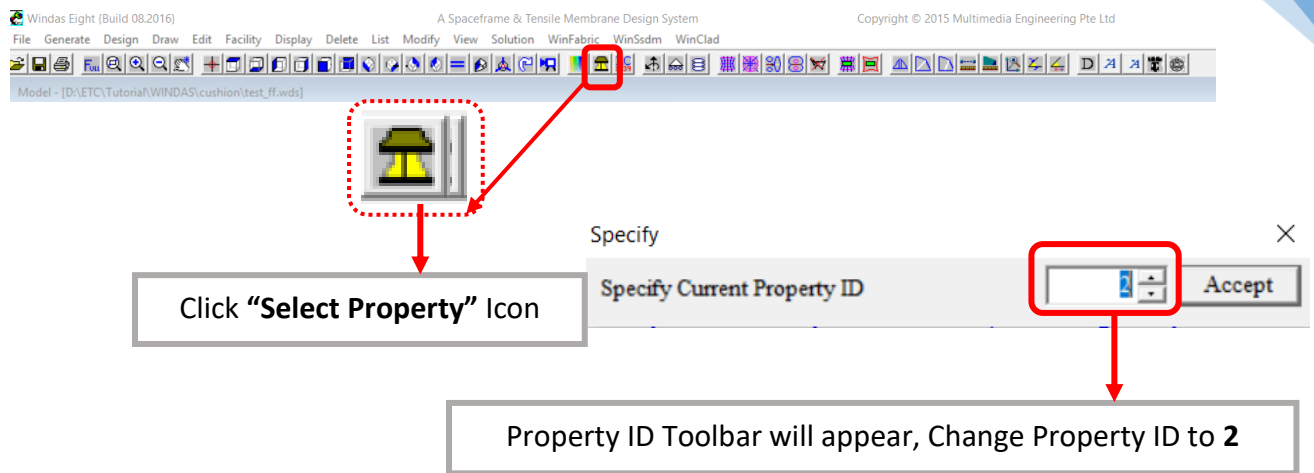 Windas Eight (Build 08.2016) A Spaceframe & Tensile Membrane Design System Copyright © 2015 Multimedia Engineering Pte Ltd
File Generate Design Draw Edit Facility Display Delete List Modify View Solution WinFabric WinSsdm WinClad
Full
Model - [D:\ETC\Tutorial\WINDAS\cushion\test_ff.wds]
Specify
Specify Current Property ID 2 Accept
Click “Select Property” Icon
Property ID Toolbar will appear, Change Property ID to 2